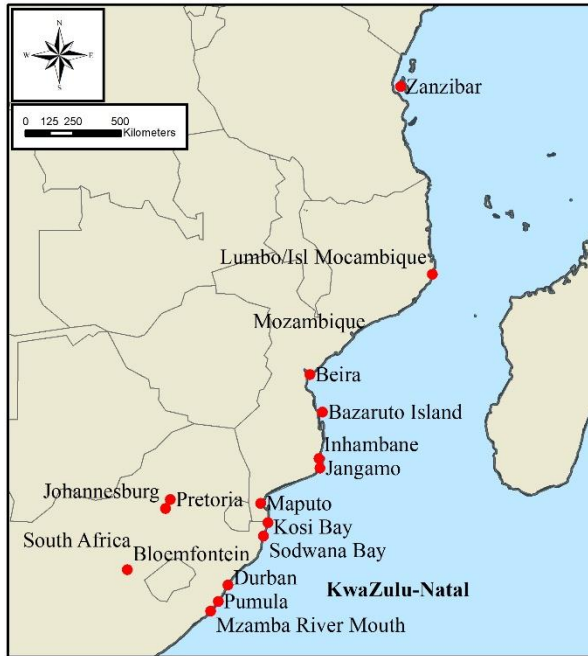 N
W E
S
0 125 250 500
Kilometers
Zanzibar
Lumbo/Isl Mocambique
Mozambique
Beira
Bazaruto Island
Inhambane
Jangamo
Johannesburg
Pretoria
Maputo
Kosi Bay
South Africa
Sodwana Bay
Bloemfontein
Durban
KwaZulu-Natal
Pumula
Mzamba River Mouth